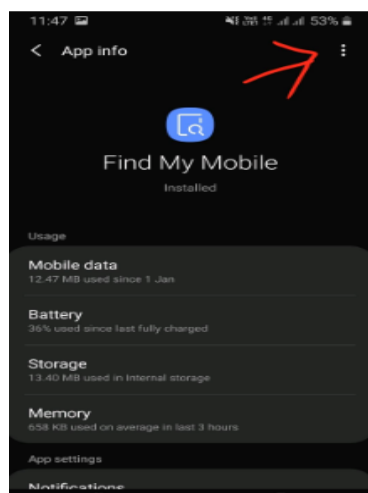 11:47 53%
App info
Find My Mobile
Installed
Usage
Mobile data
12.47 MB used since 1 Jan
Battery
36% used since last fully charged
Storage
13.40 MB used in Internal storage
Memory
658 KB used on average in last 3 hours
App settings
Notifications